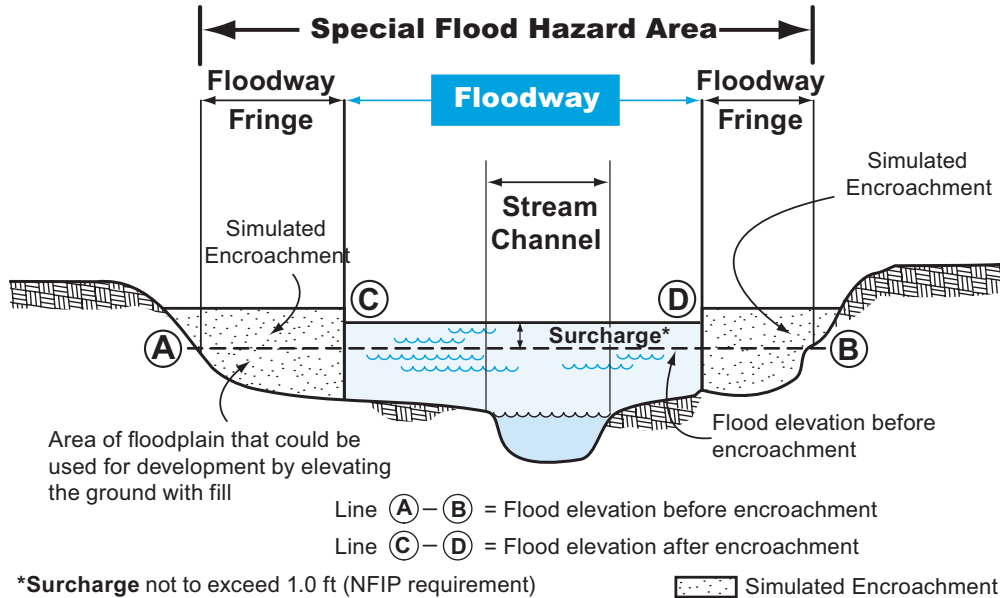 Special Flood Hazard Area
Floodway
Fringe
Floodway
Floodway
Fringe
Stream
Channel
Simulated
Encroachment
Simulated
Encroachment
C
D
Surcharge*
A
B
Area of floodplain that could be
used for development by elevating
the ground with fill
Flood elevation before
encroachment
Line A – B = Flood elevation before encroachment
Line C – D = Flood elevation after encroachment
*Surcharge not to exceed 1.0 ft (NFIP requirement)
Simulated Encroachment